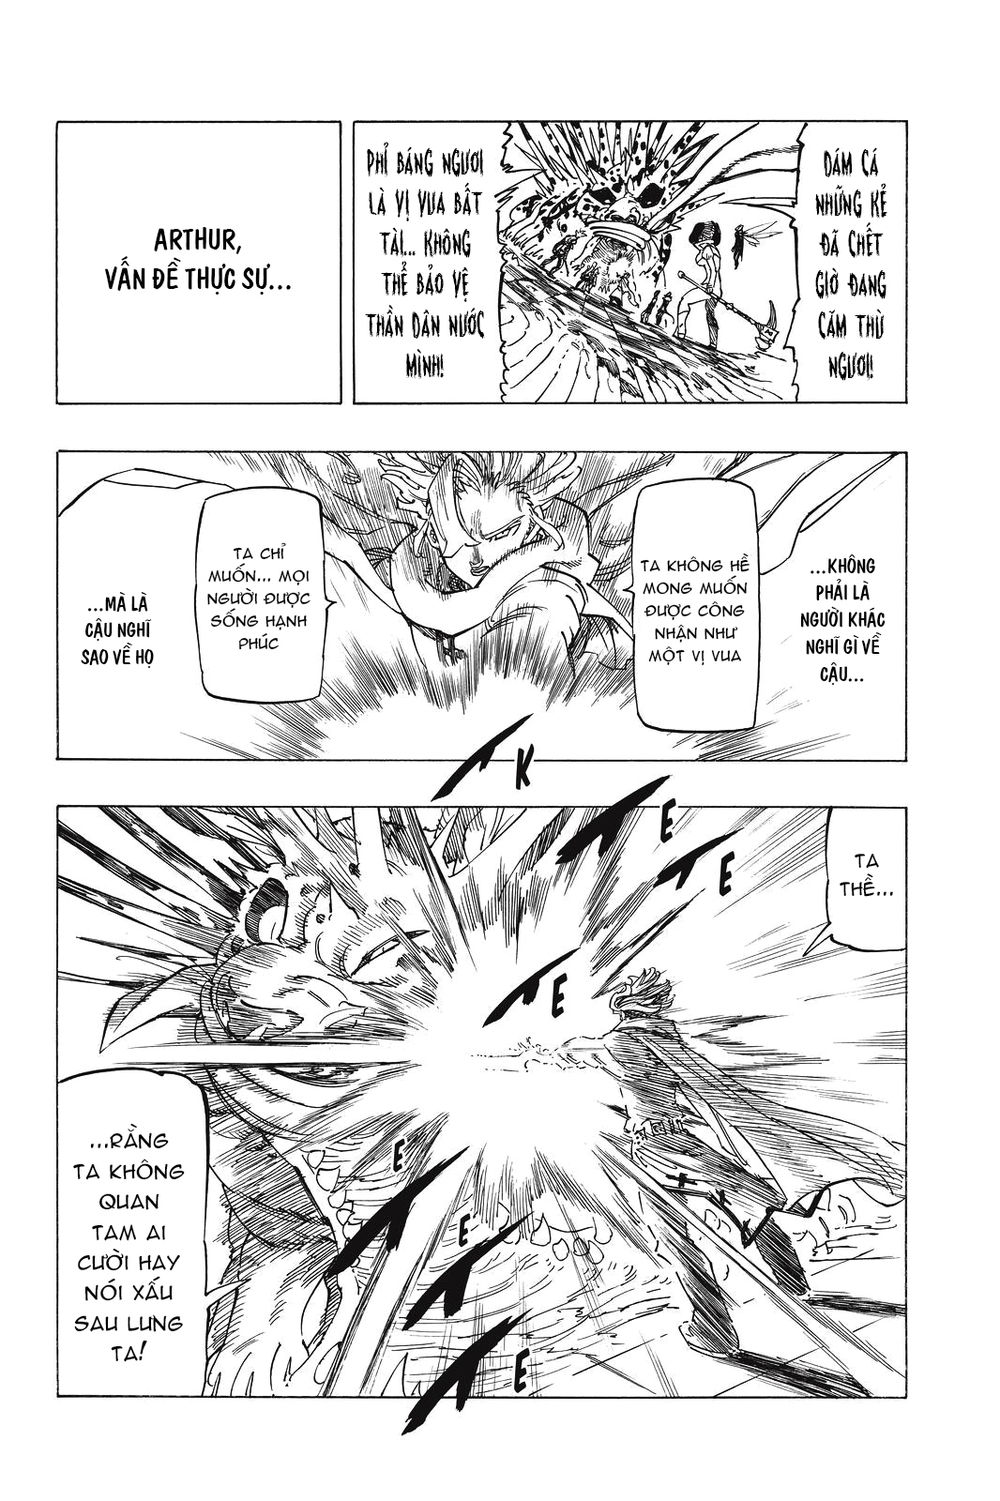 DÁM CÁ
NHỮNG KẺ
ĐÃ CHẾT
GIỜ ĐANG
CĂM THÙ
NGƯƠI!
PHỈ BÁNG NGƯƠI
LÀ VỊ VUA BẤT
TÀI... KHÔNG
THỂ BẢO VỆ
THẦN DÂN NƯỚC
MÌNH!
ARTHUR,
VẤN ĐỀ THỰC SỰ...
...KHÔNG
PHẢI LÀ
NGƯỜI KHÁC
NGHĨ GÌ VỀ
CẬU...
TA KHÔNG HỀ
MONG MUỐN
ĐƯỢC CÔNG
NHẬN NHƯ
MỘT VỊ VUA
TA CHỈ
MUỐN... MỌI
NGƯỜI ĐƯỢC
SỐNG HẠNH
PHÚC
...MÀ LÀ
CẬU NGHĨ
SAO VỀ HỌ
K
E
E
E
E
E
E
TA
THỀ...
...RẰNG
TA KHÔNG
QUAN
TÂM AI
CƯỜI HAY
NÓI XẤU
SAU LƯNG
TA!